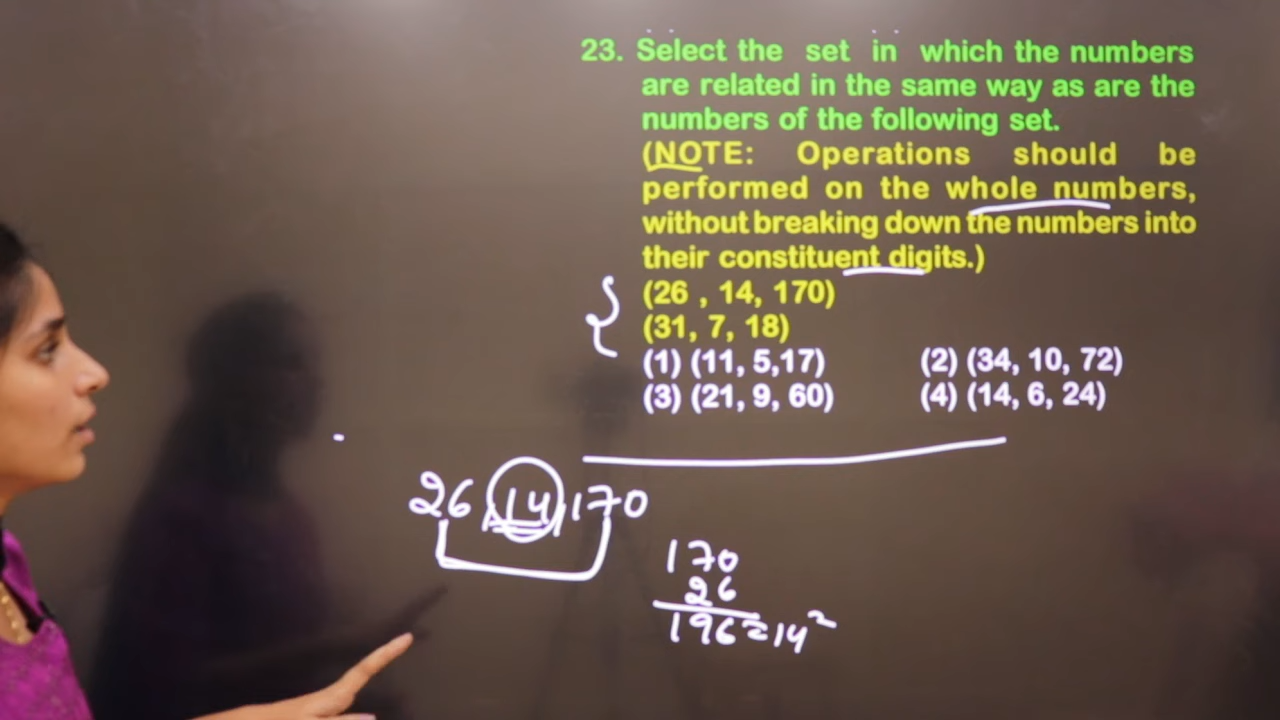 23. Select the set in which the numbers
are related in the same way as are the
numbers of the following set.
(NOTE: Operations should be
performed on the whole numbers,
without breaking down the numbers into
their constituent digits.)
(26 , 14, 170)
(31, 7, 18)
(1) (11, 5,17) (2) (34, 10, 72)
(3) (21, 9, 60) (4) (14, 6, 24)
26, 14, 170
170
26
196=14²